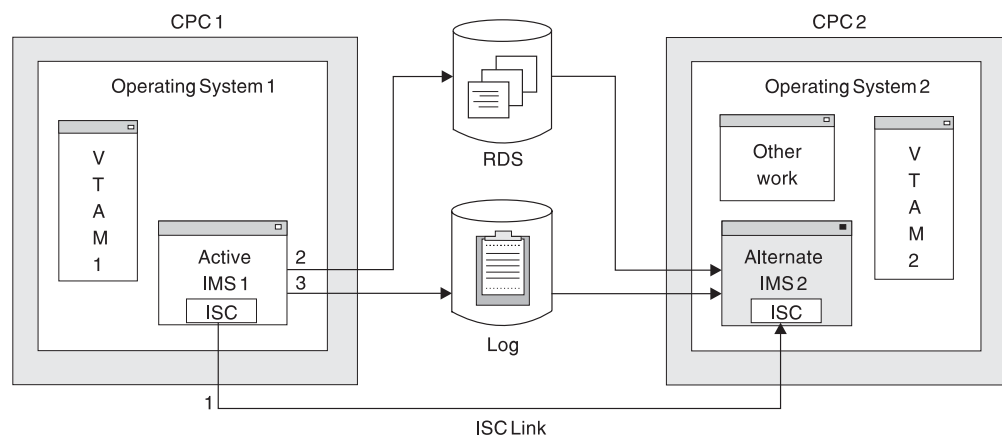 CPC 1
CPC 2
Operating System 1
Operating System 2
V
T
A
M
1
RDS
Other
work
V
T
A
M
2
Active
IMS 1
ISC
2
3
Log
Alternate
IMS 2
ISC
1
ISC Link